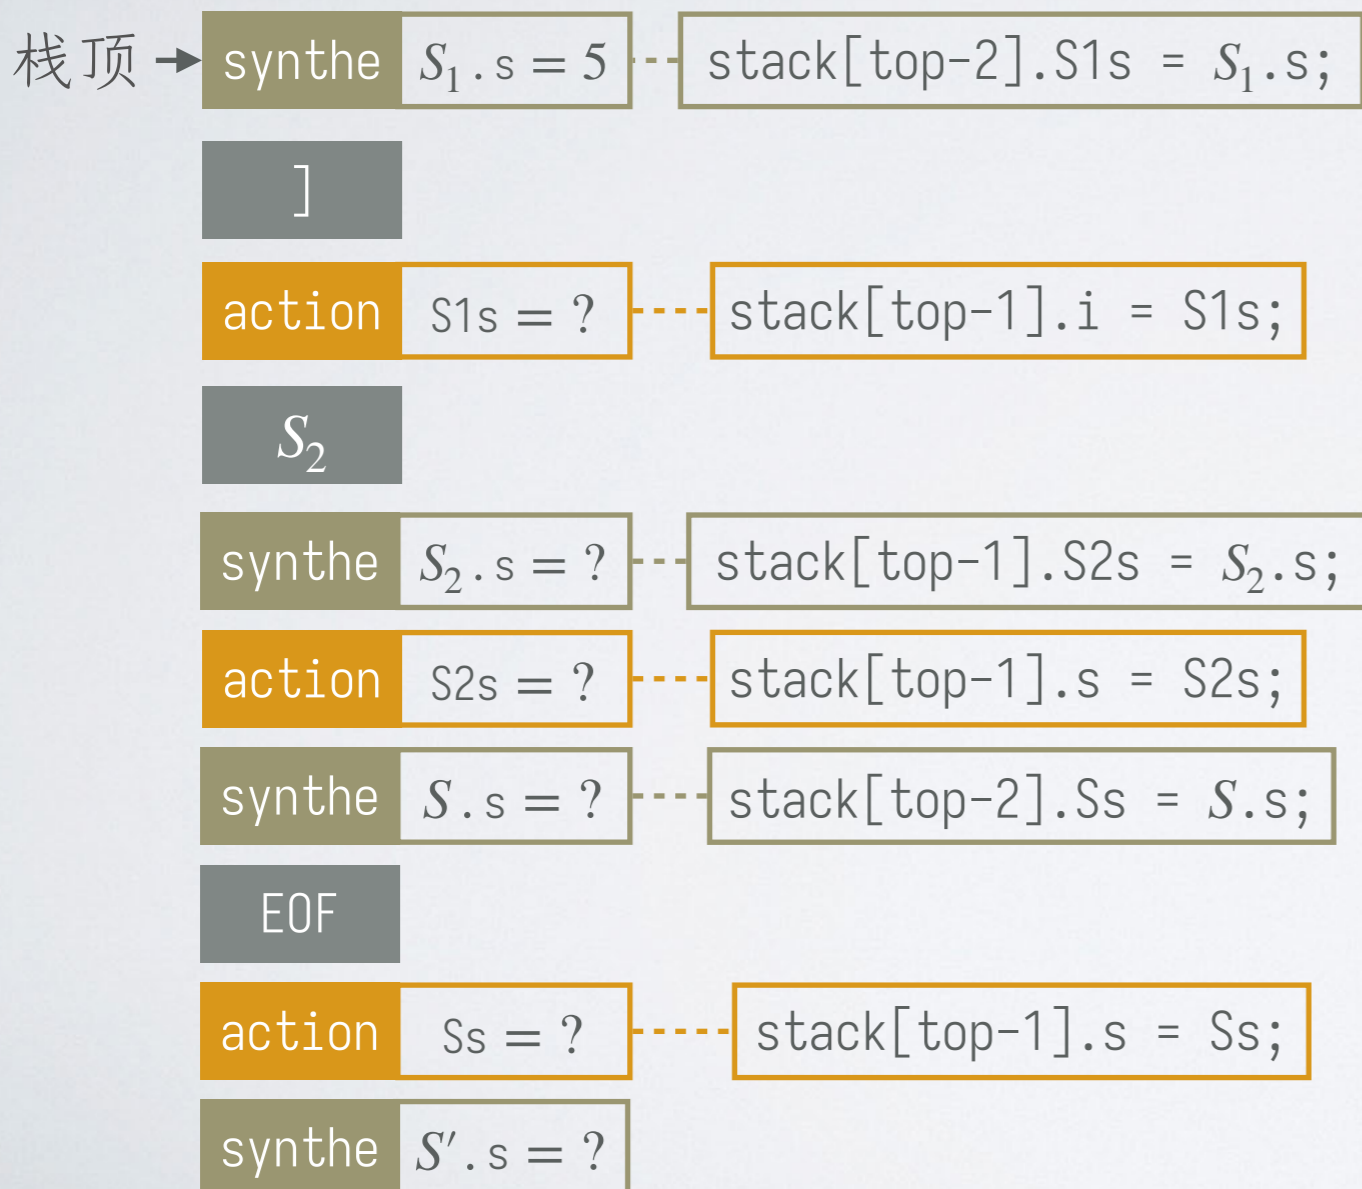 栈顶 → synthe S₁.s = 5 stack[top-2].S1s = S₁.s;
]
action S1s = ? stack[top-1].i = S1s;
S₂
synthe S₂.s = ? stack[top-1].S2s = S₂.s;
action S2s = ? stack[top-1].s = S2s;
synthe S.s = ? stack[top-2].Ss = S.s;
EOF
action Ss = ? stack[top-1].s = Ss;
synthe S′.s = ?